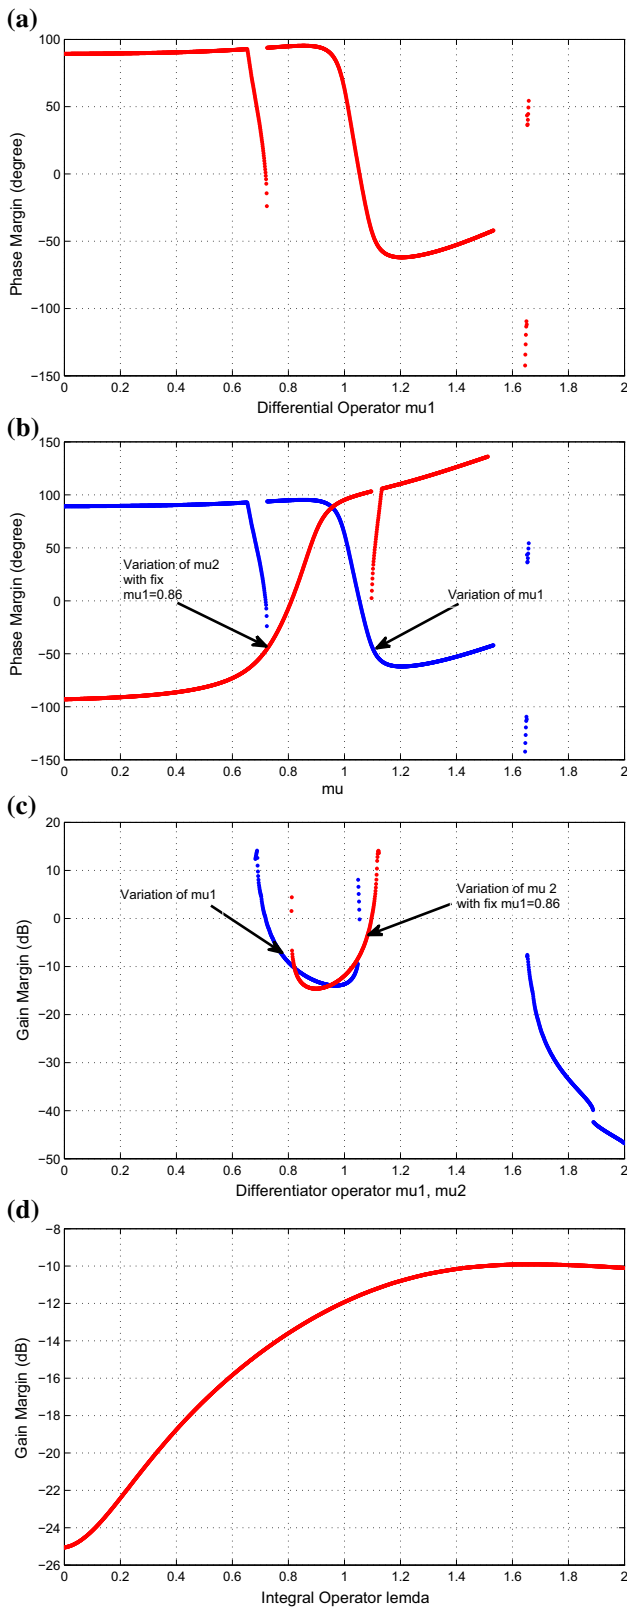 (a)
100
50
0
−50
−100
−150
Phase Margin (degree)
0 0.2 0.4 0.6 0.8 1 1.2 1.4 1.6 1.8 2
Differential Operator mu1
(b)
150
100
50
0
−50
−100
−150
Phase Margin (degree)
Variation of mu2
with fix
mu1=0.86
Variation of mu1
0 0.2 0.4 0.6 0.8 1 1.2 1.4 1.6 1.8 2
mu
(c)
20
10
0
−10
−20
−30
−40
−50
Gain Margin (dB)
Variation of mu1
Variation of mu 2
with fix mu1=0.86
0 0.2 0.4 0.6 0.8 1 1.2 1.4 1.6 1.8 2
Differentiator operator mu1, mu2
(d)
−8
−10
−12
−14
−16
−18
−20
−22
−24
−26
Gain Margin (dB)
0 0.2 0.4 0.6 0.8 1 1.2 1.4 1.6 1.8 2
Integral Operator lemda